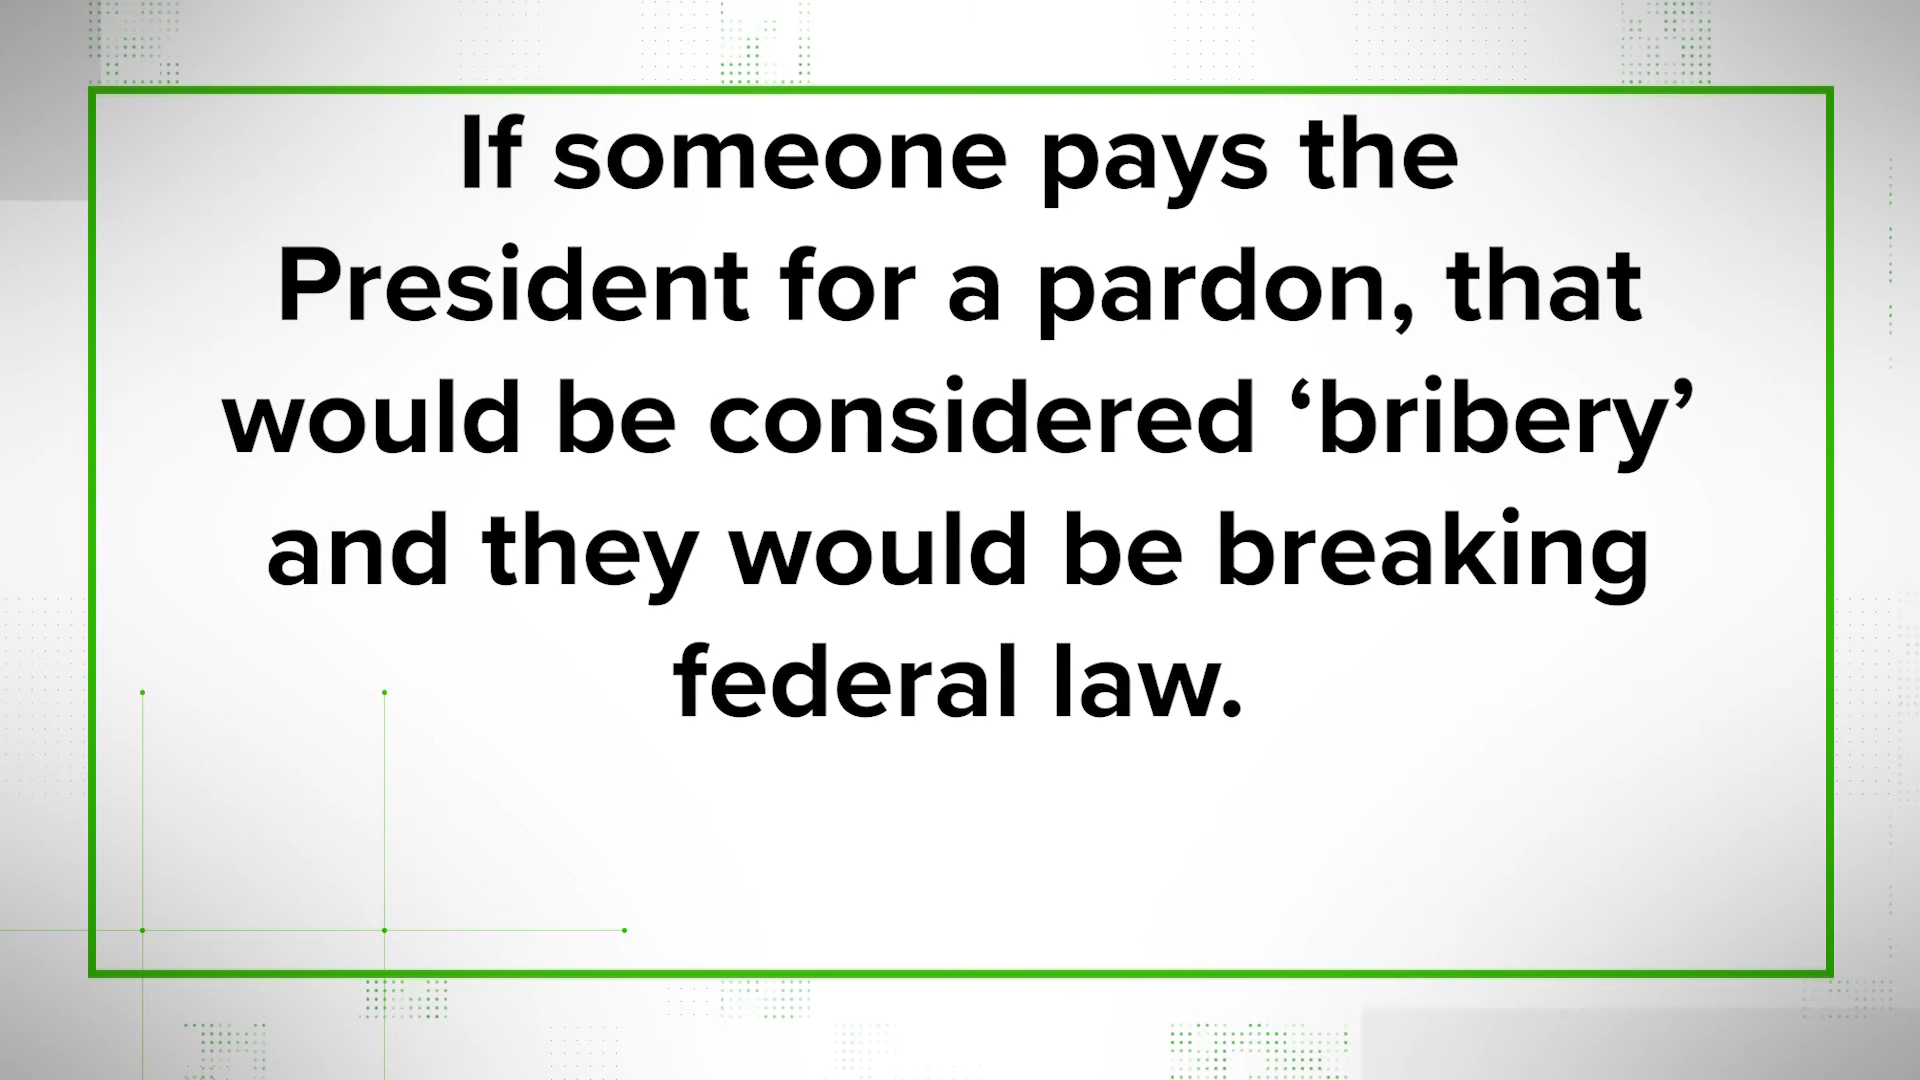 If someone pays the
President for a pardon, that
would be considered ‘bribery’
and they would be breaking
federal law.